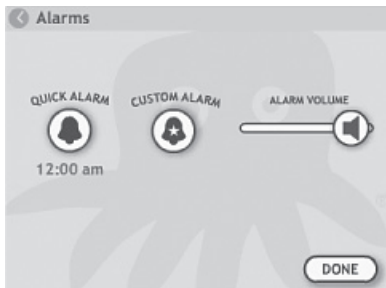 Alarms
QUICK ALARM
CUSTOM ALARM
ALARM VOLUME
12:00 am
DONE